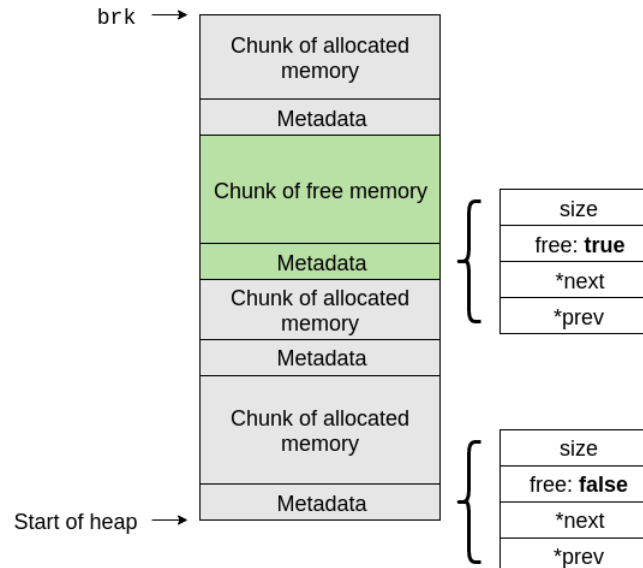 brk
Chunk of allocated
memory
Metadata
Chunk of free memory
Metadata
size
free: true
*next
*prev
Chunk of allocated
memory
Metadata
Chunk of allocated
memory
Metadata
size
free: false
*next
*prev
Start of heap